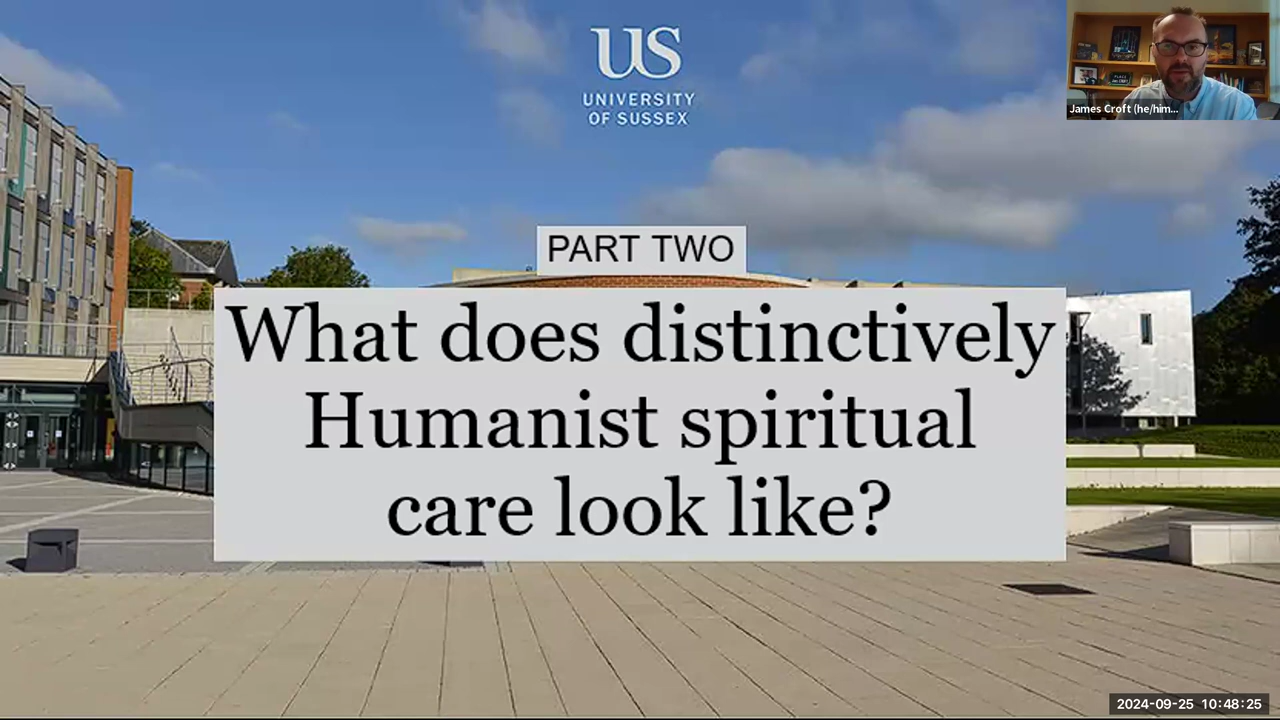 US
UNIVERSITY
OF SUSSEX
James Croft (he/him...
PART TWO
What does distinctively
Humanist spiritual
care look like?
2024-09-25 10:48:25